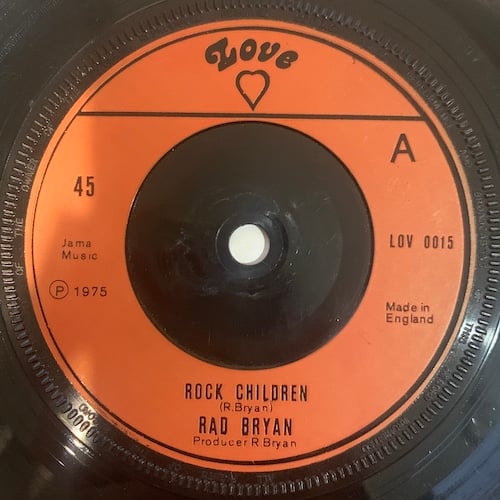 Love
A
45
LOV 0015
Jama
Music
℗ 1975
Made in
England
ROCK CHILDREN
(R.Bryan)
RAD BRYAN
Producer R.Bryan